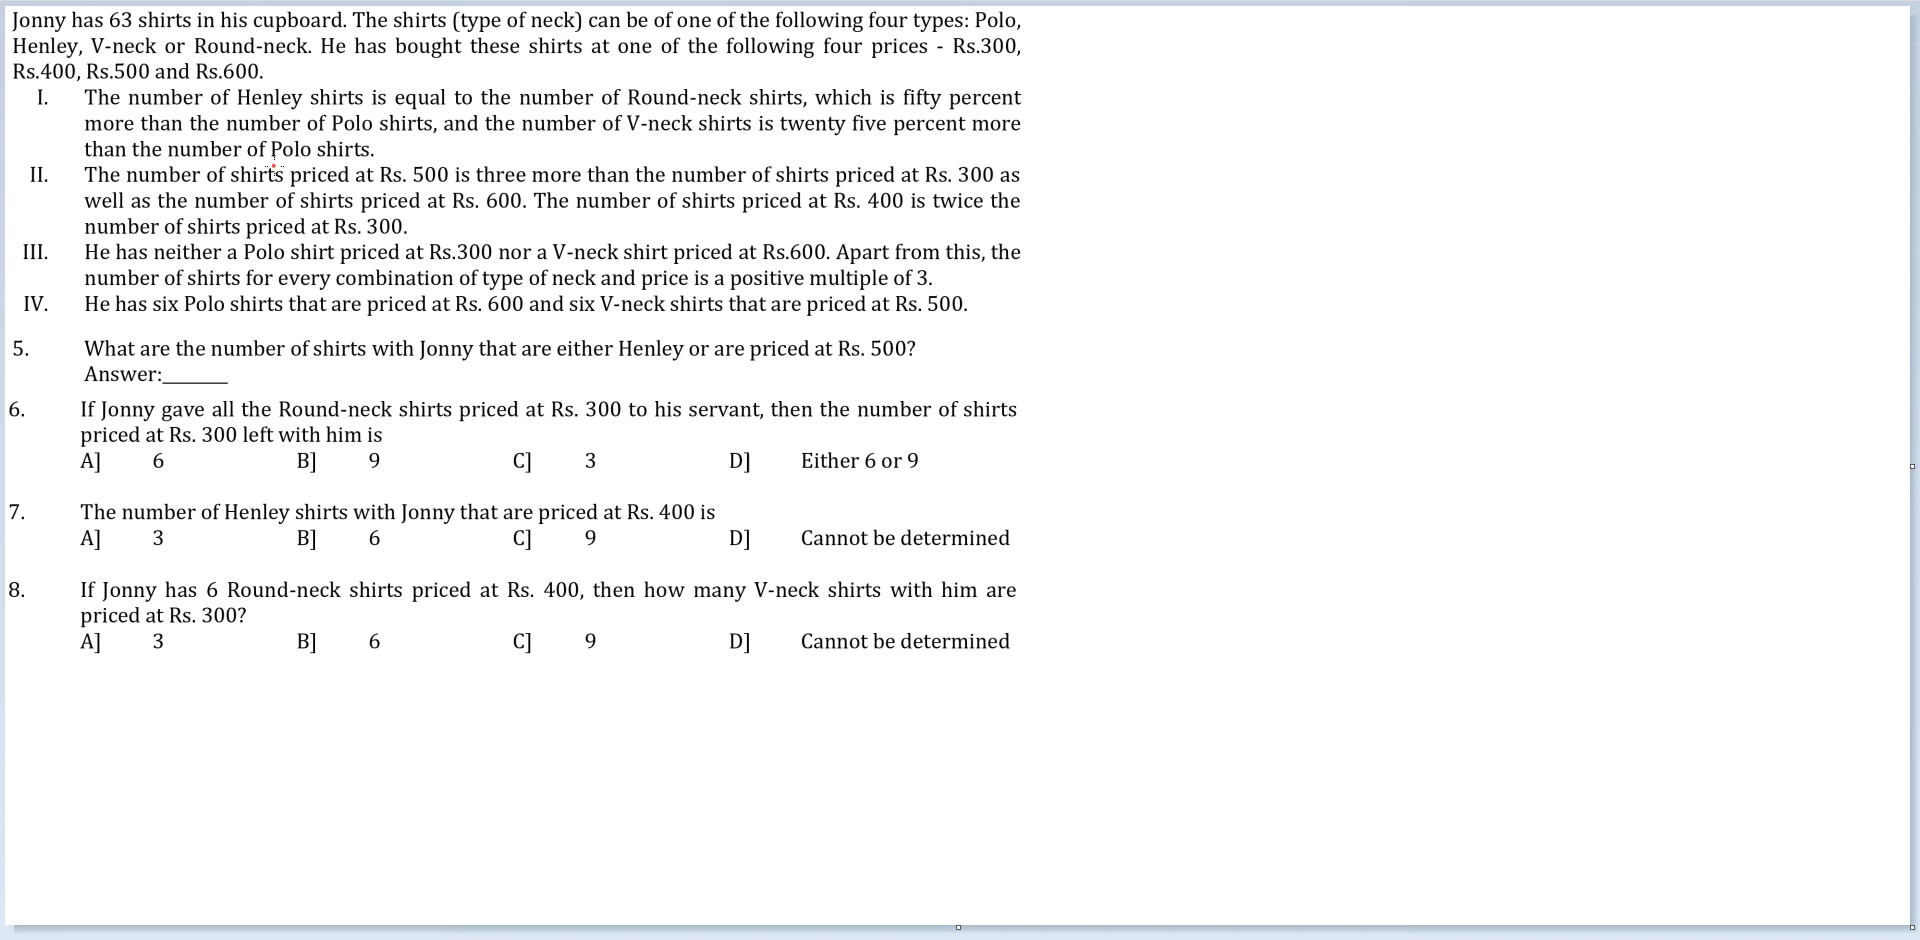 Jonny has 63 shirts in his cupboard. The shirts (type of neck) can be of one of the following four types: Polo,
Henley, V-neck or Round-neck. He has bought these shirts at one of the following four prices - Rs.300,
Rs.400, Rs.500 and Rs.600.
I. The number of Henley shirts is equal to the number of Round-neck shirts, which is fifty percent
more than the number of Polo shirts, and the number of V-neck shirts is twenty five percent more
than the number of Polo shirts.
II. The number of shirts priced at Rs. 500 is three more than the number of shirts priced at Rs. 300 as
well as the number of shirts priced at Rs. 600. The number of shirts priced at Rs. 400 is twice the
number of shirts priced at Rs. 300.
III. He has neither a Polo shirt priced at Rs.300 nor a V-neck shirt priced at Rs.600. Apart from this, the
number of shirts for every combination of type of neck and price is a positive multiple of 3.
IV. He has six Polo shirts that are priced at Rs. 600 and six V-neck shirts that are priced at Rs. 500.
5. What are the number of shirts with Jonny that are either Henley or are priced at Rs. 500?
Answer:_______
6. If Jonny gave all the Round-neck shirts priced at Rs. 300 to his servant, then the number of shirts
priced at Rs. 300 left with him is
A] 6 B] 9 C] 3 D] Either 6 or 9
7. The number of Henley shirts with Jonny that are priced at Rs. 400 is
A] 3 B] 6 C] 9 D] Cannot be determined
8. If Jonny has 6 Round-neck shirts priced at Rs. 400, then how many V-neck shirts with him are
priced at Rs. 300?
A] 3 B] 6 C] 9 D] Cannot be determined